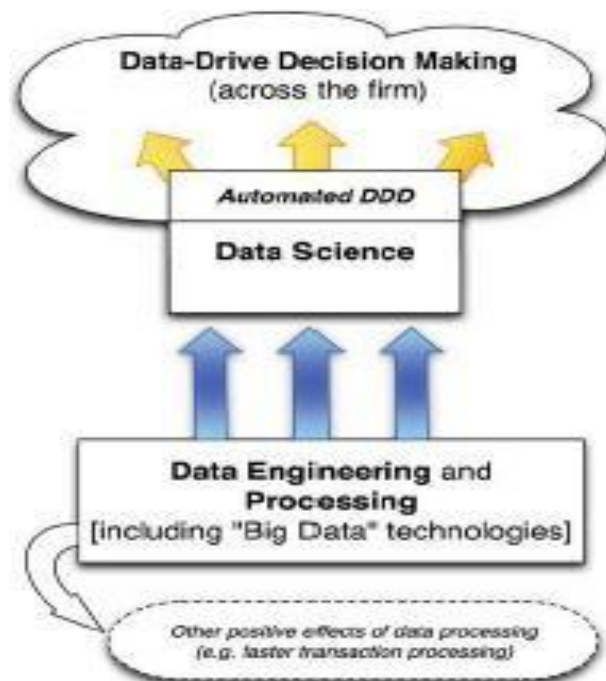 Data-Drive Decision Making
(across the firm)
Automated DDD
Data Science
Data Engineering and
Processing
[including "Big Data" technologies]
Other positive effects of data processing
(e.g. faster transaction processing)